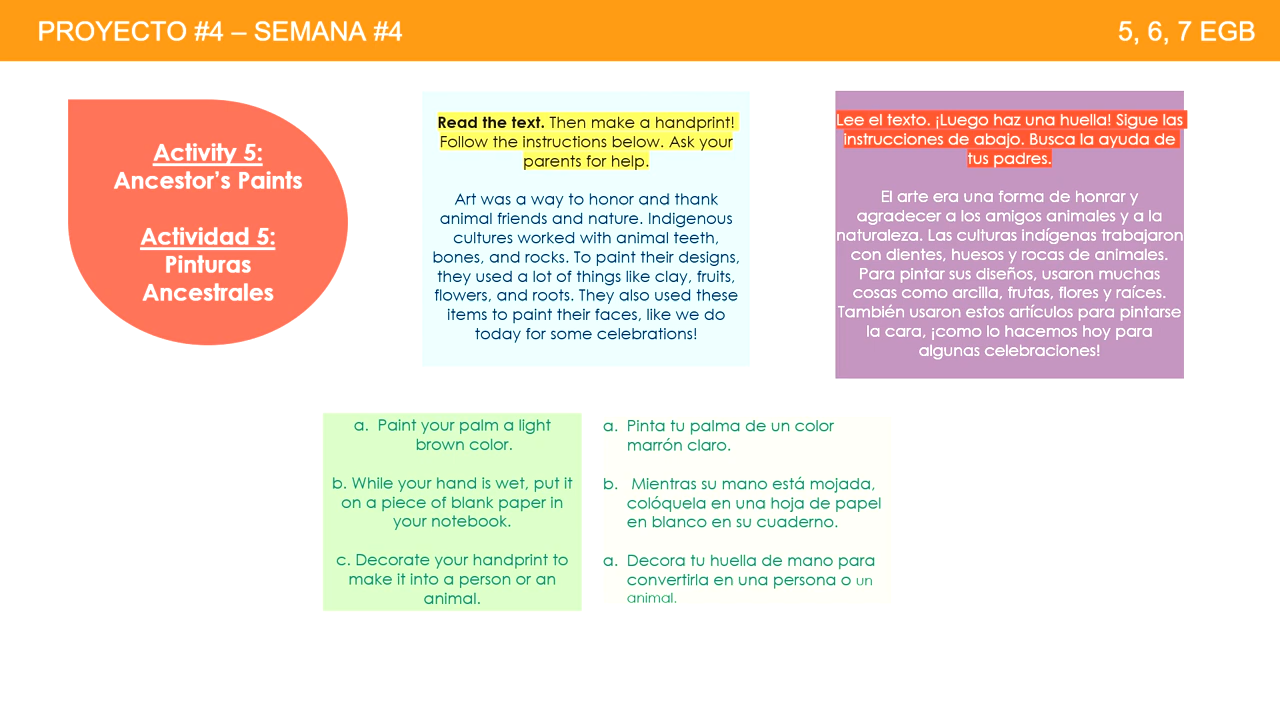 PROYECTO #4 – SEMANA #4
5, 6, 7 EGB
Activity 5:
Ancestor's Paints
Actividad 5:
Pinturas
Ancestrales
Read the text. Then make a handprint!
Follow the instructions below. Ask your
parents for help.
Art was a way to honor and thank
animal friends and nature. Indigenous
cultures worked with animal teeth,
bones, and rocks. To paint their designs,
they used a lot of things like clay, fruits,
flowers, and roots. They also used these
items to paint their faces, like we do
today for some celebrations!
Lee el texto. ¡Luego haz una huella! Sigue las
instrucciones de abajo. Busca la ayuda de
tus padres.
El arte era una forma de honrar y
agradecer a los amigos animales y a la
naturaleza. Las culturas indígenas trabajaron
con dientes, huesos y rocas de animales.
Para pintar sus diseños, usaron muchas
cosas como arcilla, frutas, flores y raíces.
También usaron estos artículos para pintarse
la cara, ¡como lo hacemos hoy para
algunas celebraciones!
a. Paint your palm a light
brown color.
b. While your hand is wet, put it
on a piece of blank paper in
your notebook.
c. Decorate your handprint to
make it into a person or an
animal.
a. Pinta tu palma de un color
marrón claro.
b. Mientras su mano está mojada,
colóquela en una hoja de papel
en blanco en su cuaderno.
a. Decora tu huella de mano para
convertirla en una persona o un
animal.